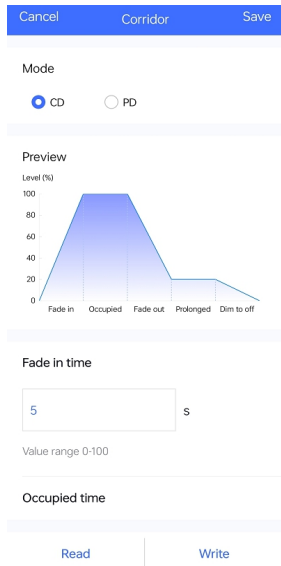 Cancel Corridor Save
Mode
CD PD
Preview
Level (%)
100
80
60
40
20
0
Fade in Occupied Fade out Prolonged Dim to off
Fade in time
5 s
Value range 0-100
Occupied time
Read Write